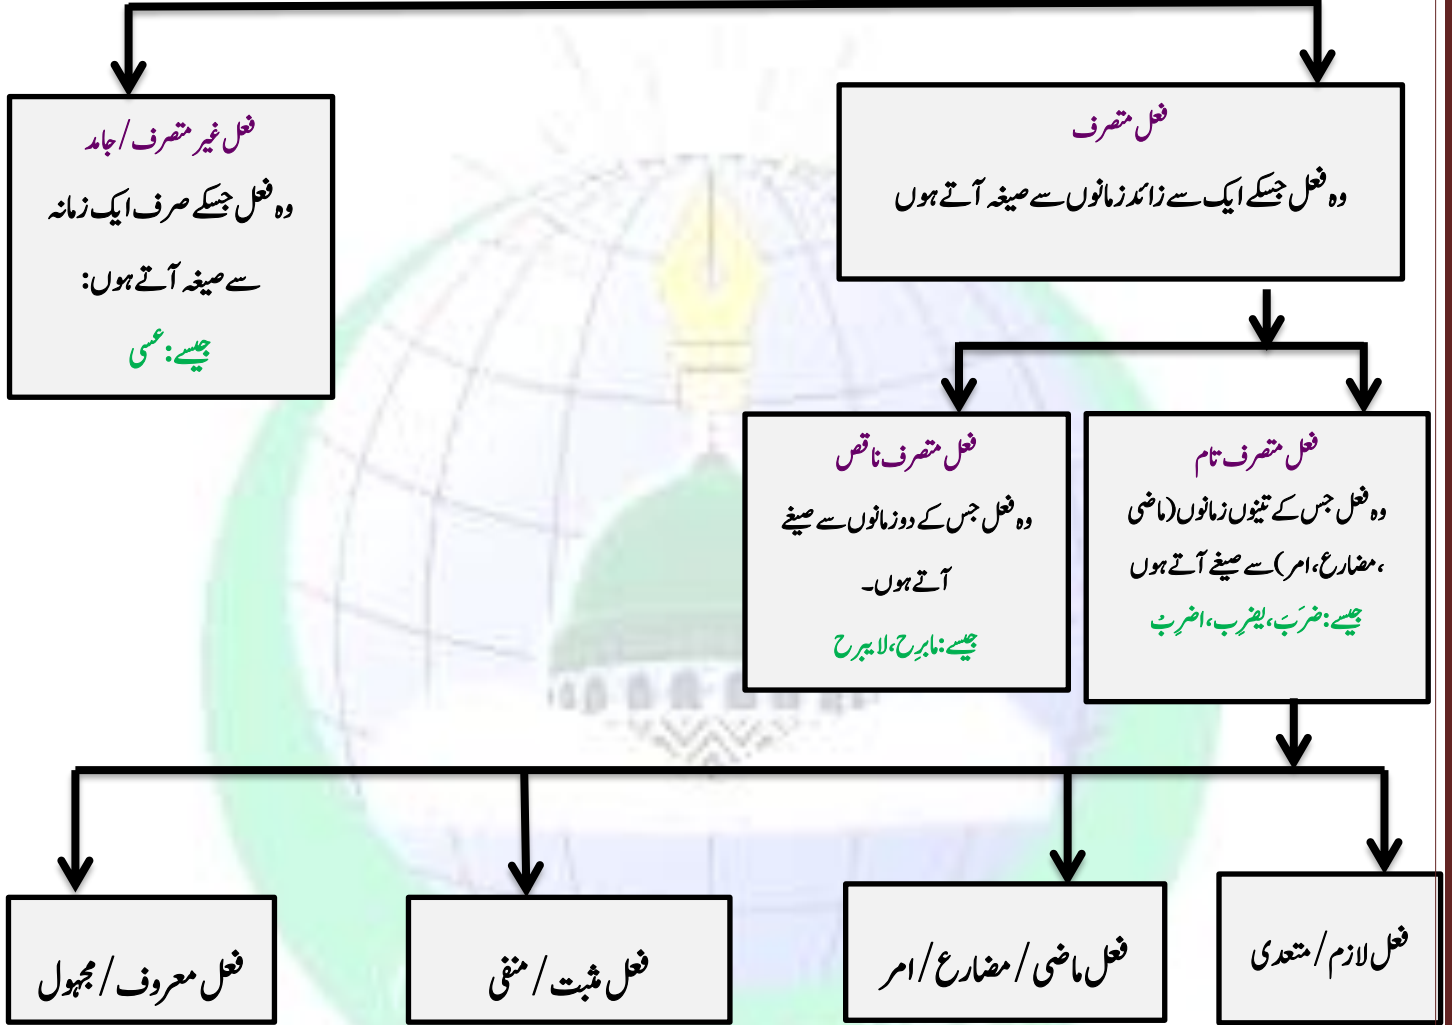 فعل متصرف
وہ فعل جسکے ایک سے زائد زمانوں سے صیغہ آتے ہوں
فعل غیر متصرف/جامد
وہ فعل جسکے صرف ایک زمانہ
سے صیغہ آتے ہوں:
جیسے: عسی
فعل متصرف تام
وہ فعل جس کے تینوں زمانوں(ماضی
،مضارع،امر)سے صیغے آتے ہوں
جیسے:ضرَبَ،یضرِب،اضرِبْ
فعل متصرف ناقص
وہ فعل جس کے دو زمانوں سے صیغے
آتے ہوں۔
جیسے:مابرِح،لا یبرح
فعل لازم/متعدی
فعل ماضی/مضارع/امر
فعل مثبت/منفی
فعل معروف/مجہول